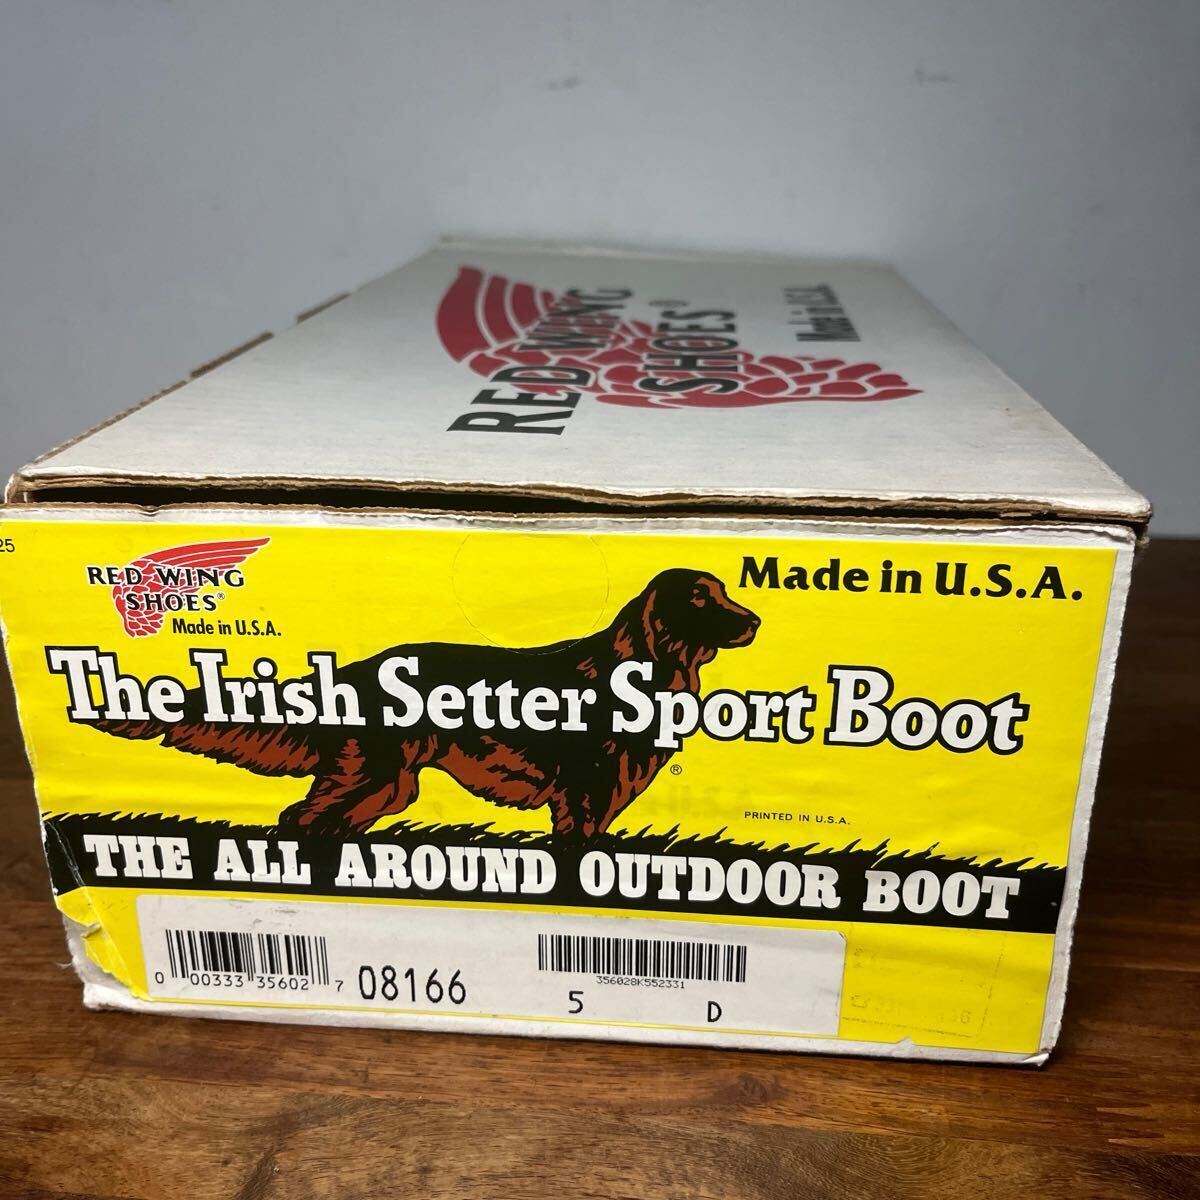 RED WING
SHOES®
Made in U.S.A.
25
RED WING
SHOES®
Made in U.S.A.
Made in U.S.A.
The Irish Setter Sport Boot
®
PRINTED IN U.S.A.
THE ALL AROUND OUTDOOR BOOT
0 00333 35602 7
08166
356028K552331
5 D